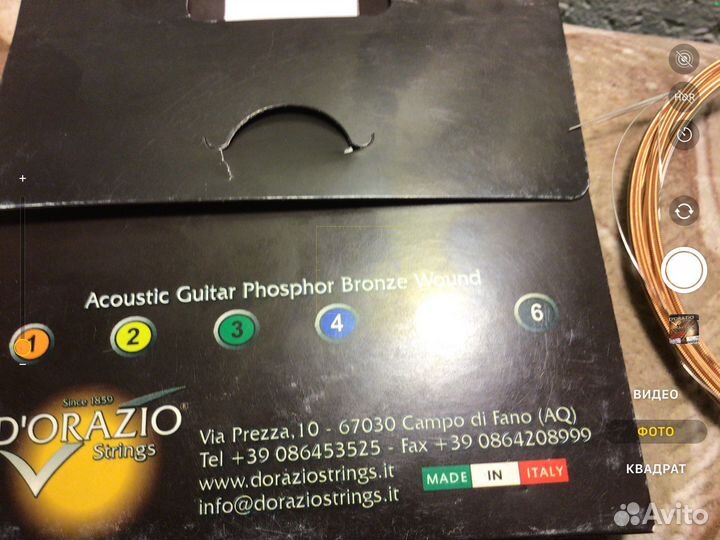 Acoustic Guitar Phosphor Bronze Wound
1 2 3 4 6
Since 1859
D'ORAZIO®
Strings
Via Prezza,10 - 67030 Campo di Fano (AQ)
Tel +39 086453525 - Fax +39 0864208999
www.doraziostrings.it
info@doraziostrings.it
MADE IN ITALY
HDR
ВИДЕО
ФОТО
КВАДРАТ
Avito